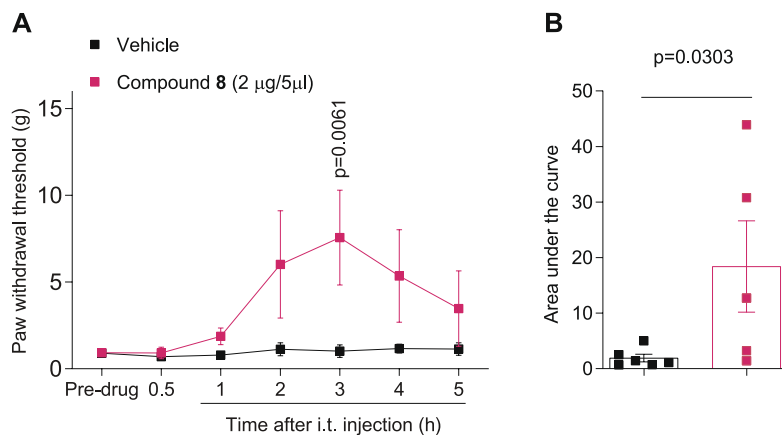 A
Vehicle
Compound 8 (2 μg/5μl)
Paw withdrawal threshold (g)
15
10
5
0
p=0.0061
Pre-drug 0.5 1 2 3 4 5
Time after i.t. injection (h)
B
p=0.0303
Area under the curve
50
40
30
20
10
0